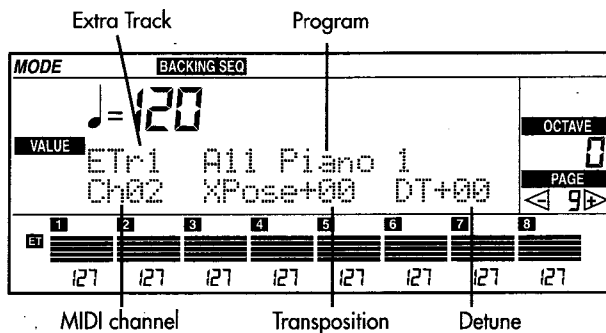 Extra Track Program
MODE BACKING SEQ
♩=120
OCTAVE
0
VALUE
ETr1 A11 Piano 1
PAGE
Ch02 XPose+00 DT+00
9
1 2 3 4 5 6 7 8
ET
127 127 127 127 127 127 127 127
MIDI channel Transposition Detune